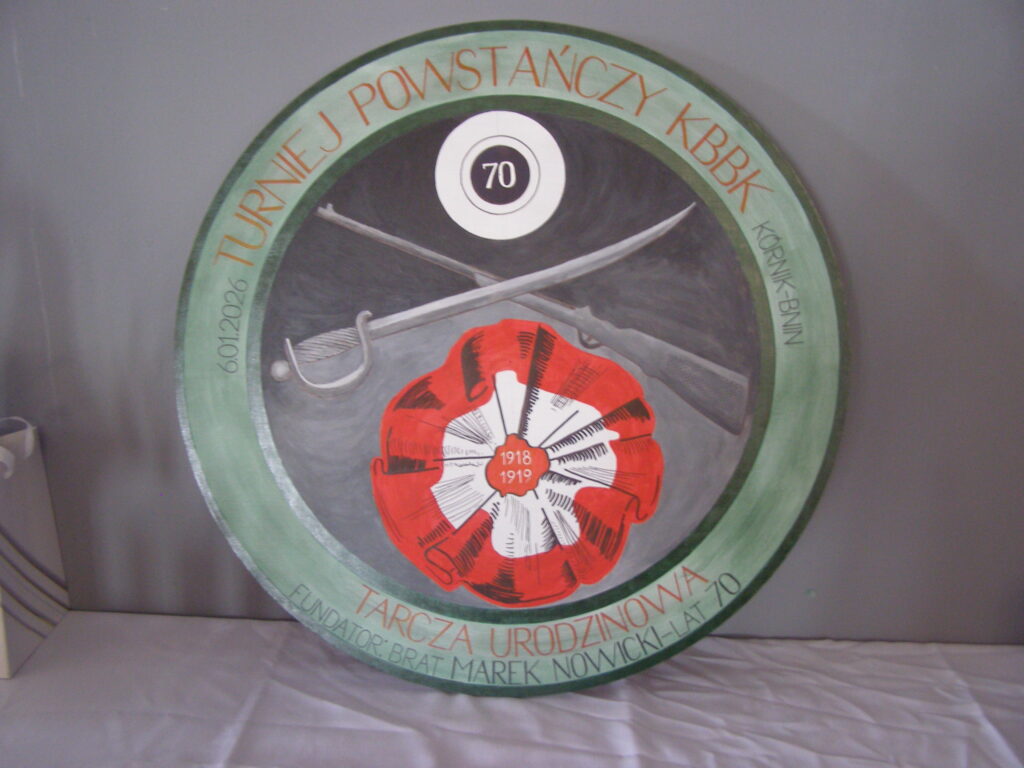 TURNIEJ POWSTAŃCZY KBBK
6.01.2026
KÓRNIK-BNIN
70
1918
1919
TARCZA URODZINOWA
FUNDATOR: BRAT MAREK NOWICKI-LAT 70